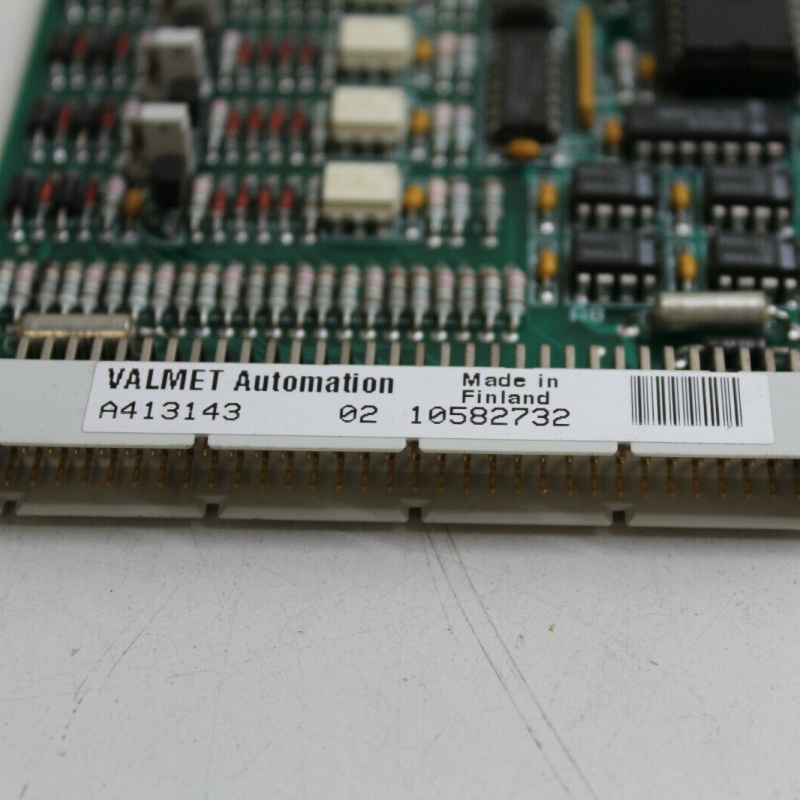 VALMET Automation Made in
Finland
A413143 02 10582732